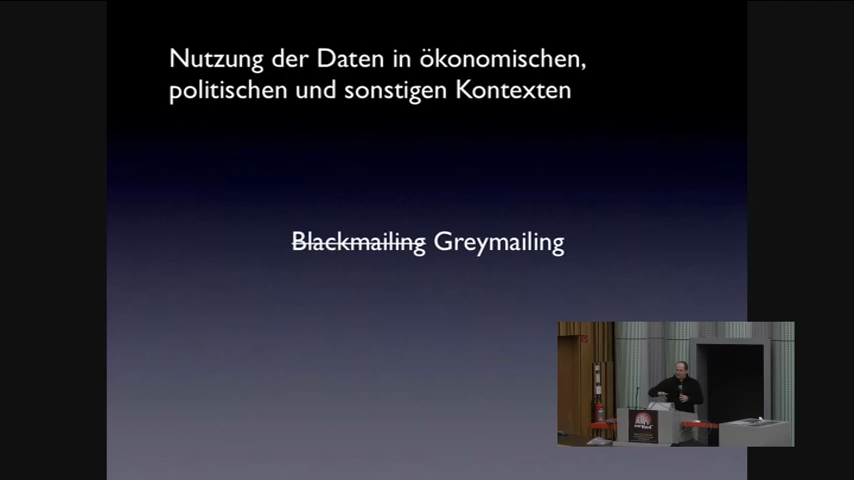 Nutzung der Daten in ökonomischen,
politischen und sonstigen Kontexten
Blackmailing Greymailing